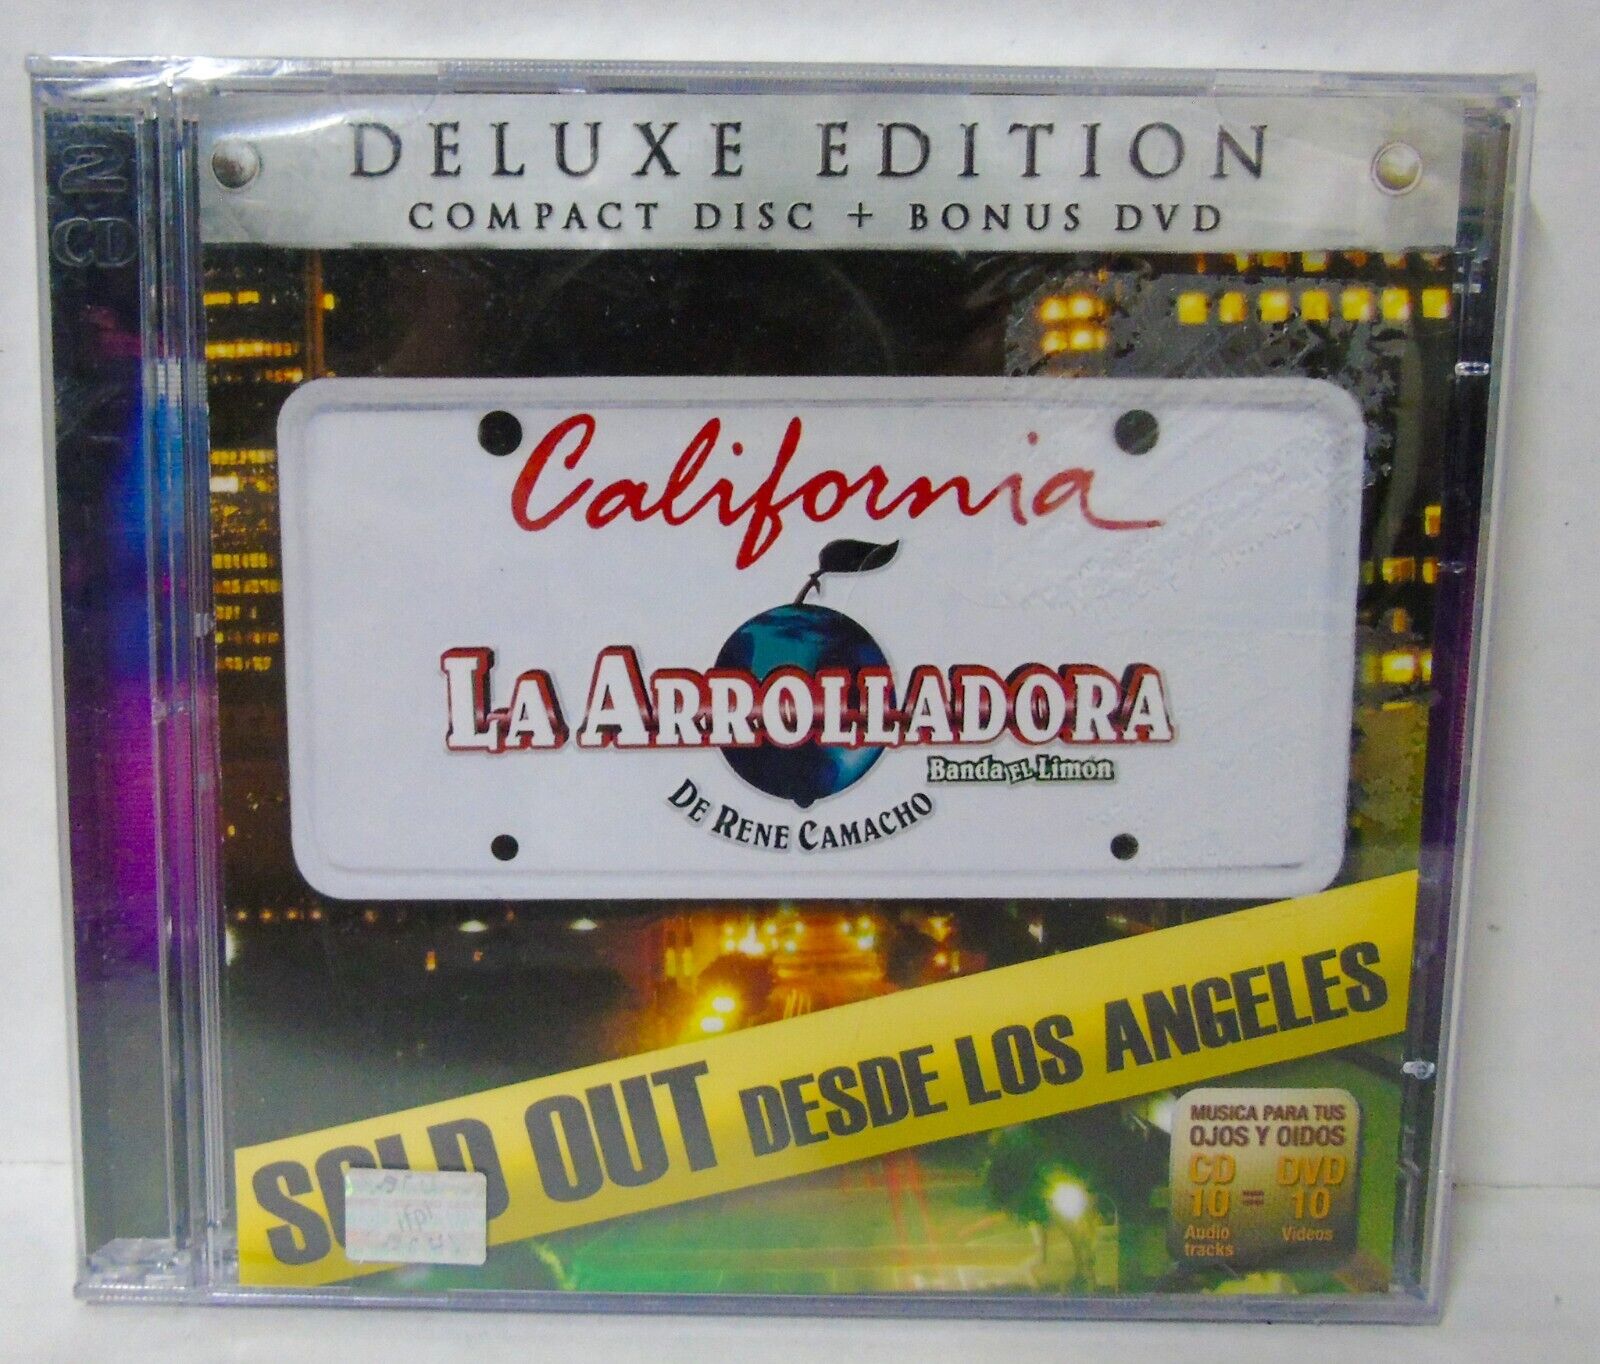 DELUXE EDITION
COMPACT DISC + BONUS DVD
2
CD
California
LA ARROLLADORA
Banda EL Limón
DE RENE CAMACHO
SOLD OUT DESDE LOS ANGELES
MUSICA PARA TUS
OJOS Y OIDOS
CD = DVD
10 10
Audio Videos
tracks